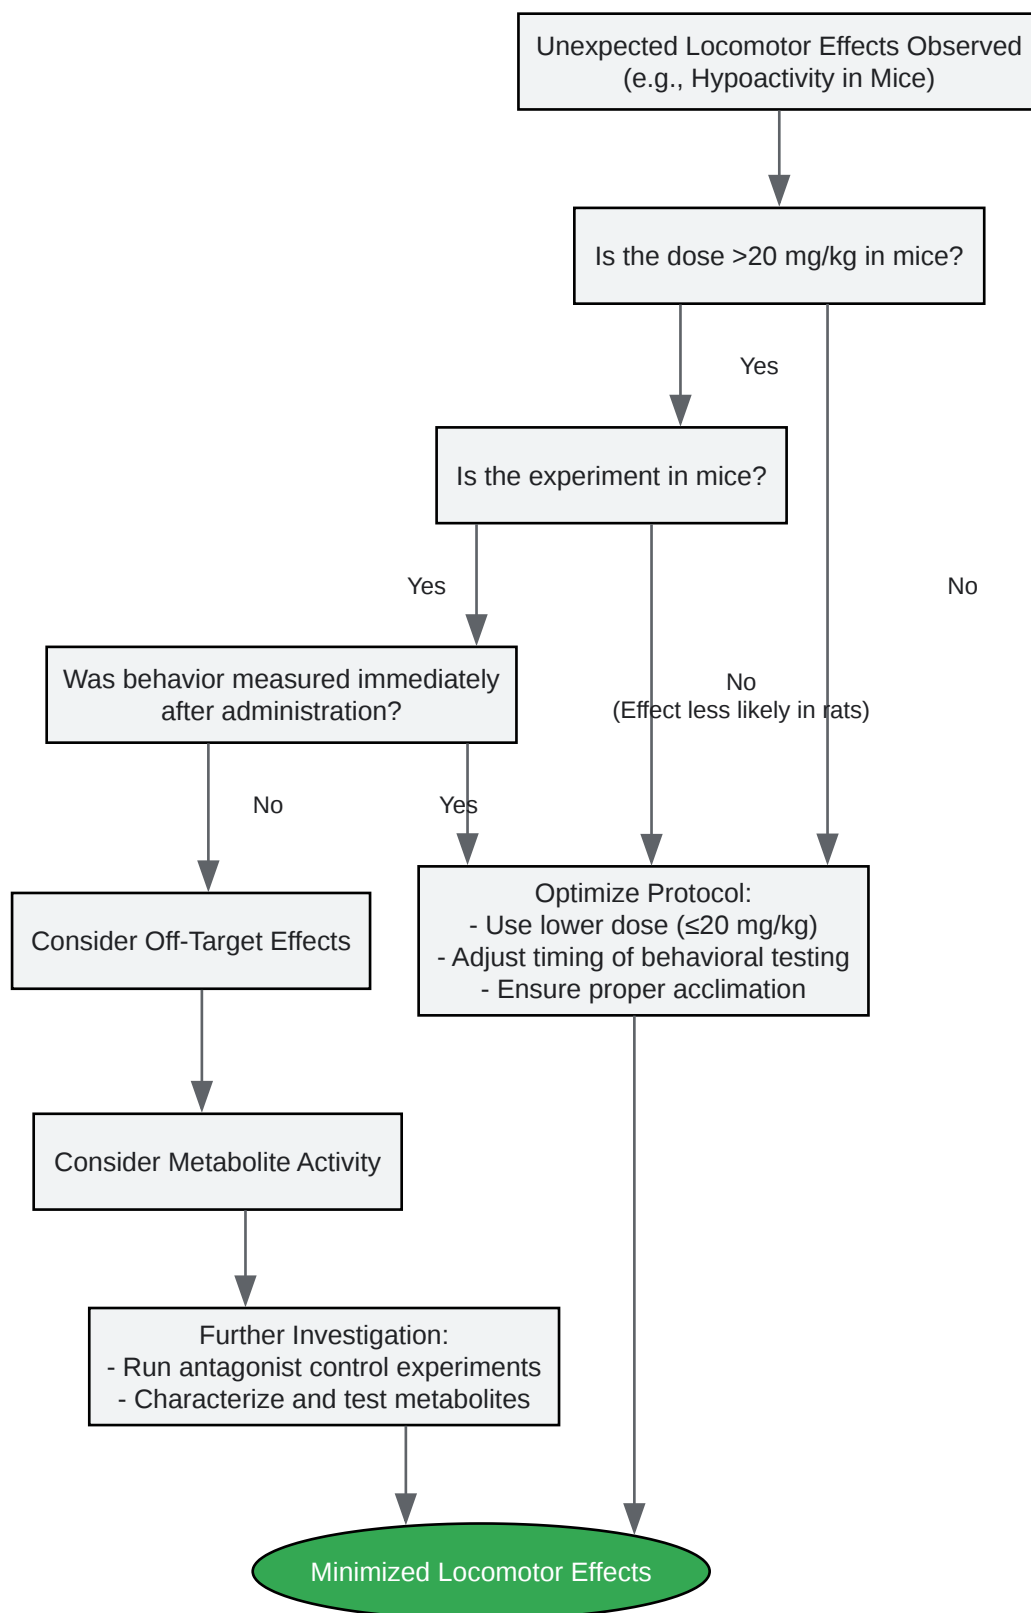 Unexpected Locomotor Effects Observed
(e.g., Hypoactivity in Mice)
Is the dose >20 mg/kg in mice?
Yes
Is the experiment in mice?
Yes
No
Was behavior measured immediately
after administration?
No
(Effect less likely in rats)
No
Yes
Optimize Protocol:
- Use lower dose (≤20 mg/kg)
- Adjust timing of behavioral testing
- Ensure proper acclimation
Consider Off-Target Effects
Consider Metabolite Activity
Further Investigation:
- Run antagonist control experiments
- Characterize and test metabolites
Minimized Locomotor Effects